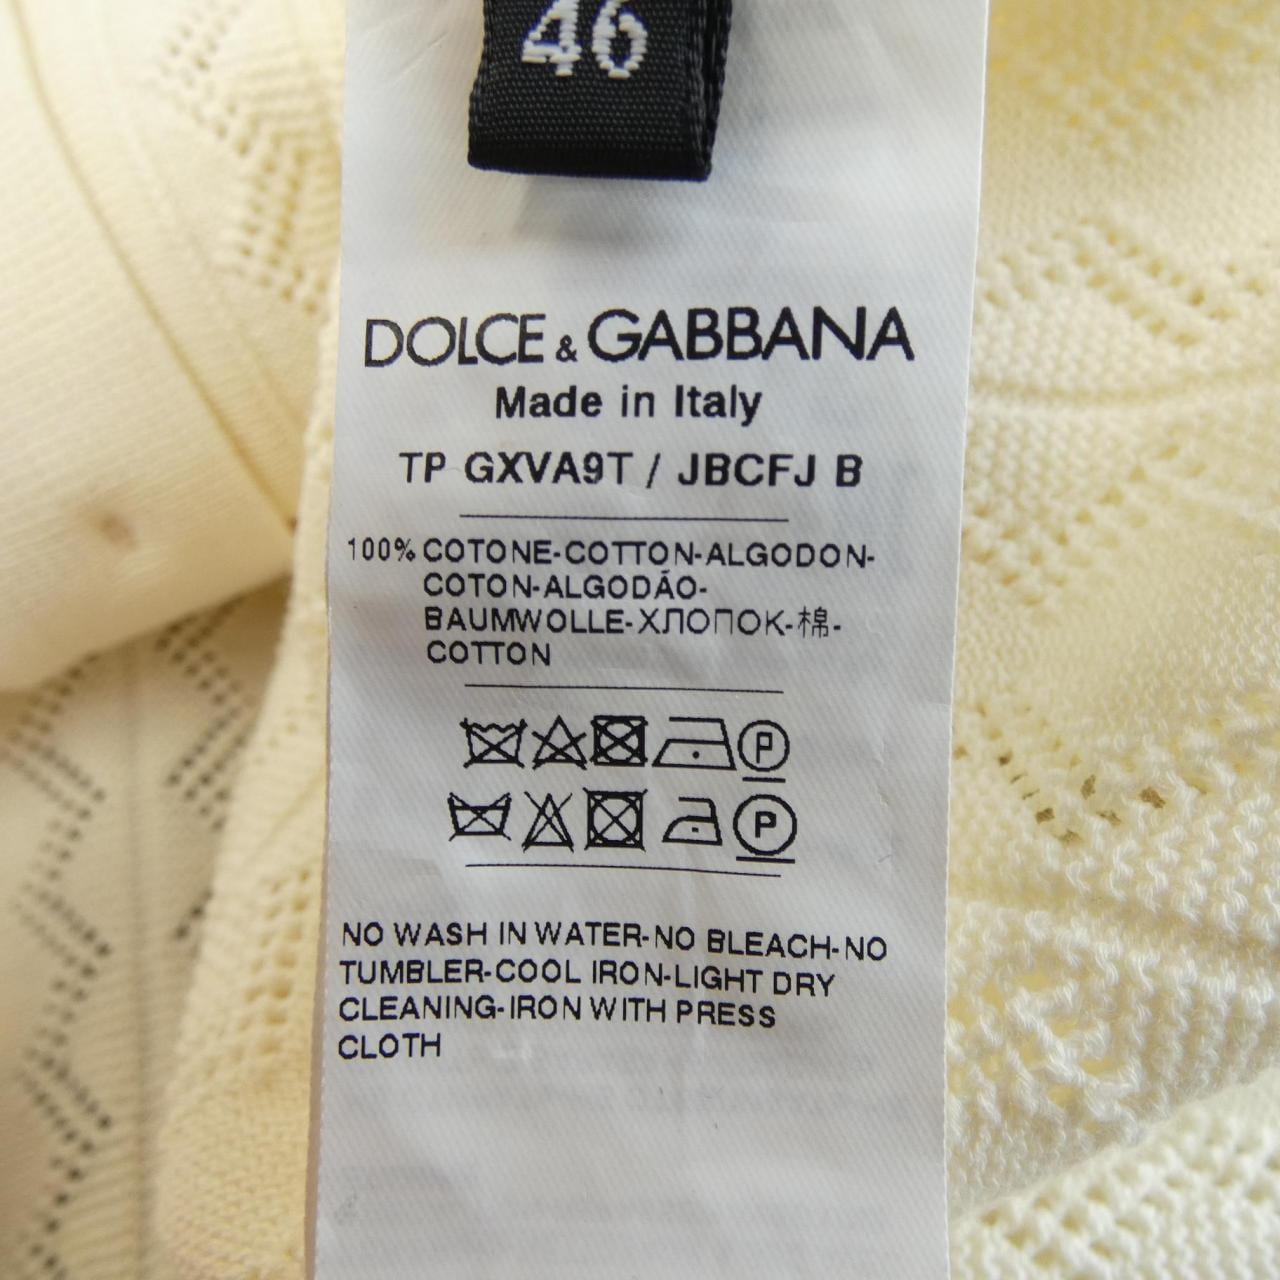 46
DOLCE & GABBANA
Made in Italy
TP GXVA9T / JBCFJ B
100% COTONE-COTTON-ALGODON-
COTON-ALGODÃO-
BAUMWOLLE-ХЛОПОК-棉-
COTTON
P
P
NO WASH IN WATER-NO BLEACH-NO
TUMBLER-COOL IRON-LIGHT DRY
CLEANING-IRON WITH PRESS
CLOTH